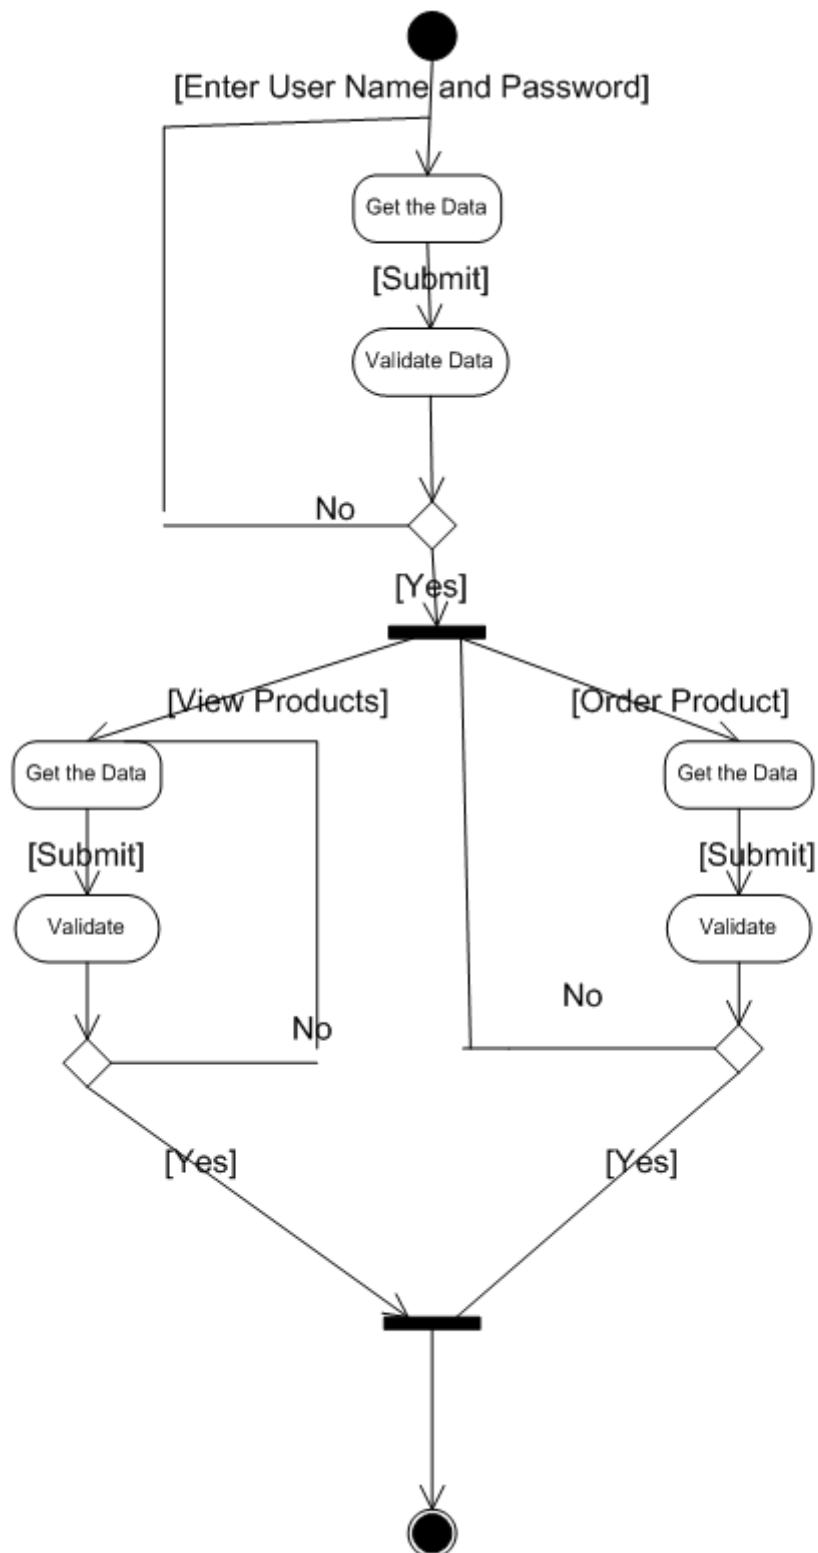 [Enter User Name and Password]
Get the Data
[Submit]
Validate Data
No
[Yes]
[View Products]
[Order Product]
Get the Data
Get the Data
[Submit]
[Submit]
Validate
Validate
No
No
[Yes]
[Yes]